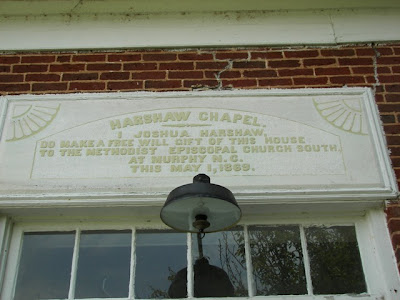 HARSHAW CHAPEL.
I JOSHUA HARSHAW,
DO MAKE A FREE WILL GIFT OF THIS HOUSE
TO THE METHODIST EPISCOPAL CHURCH SOUTH.
AT MURPHY N.C.
THIS MAY 1, 1869.